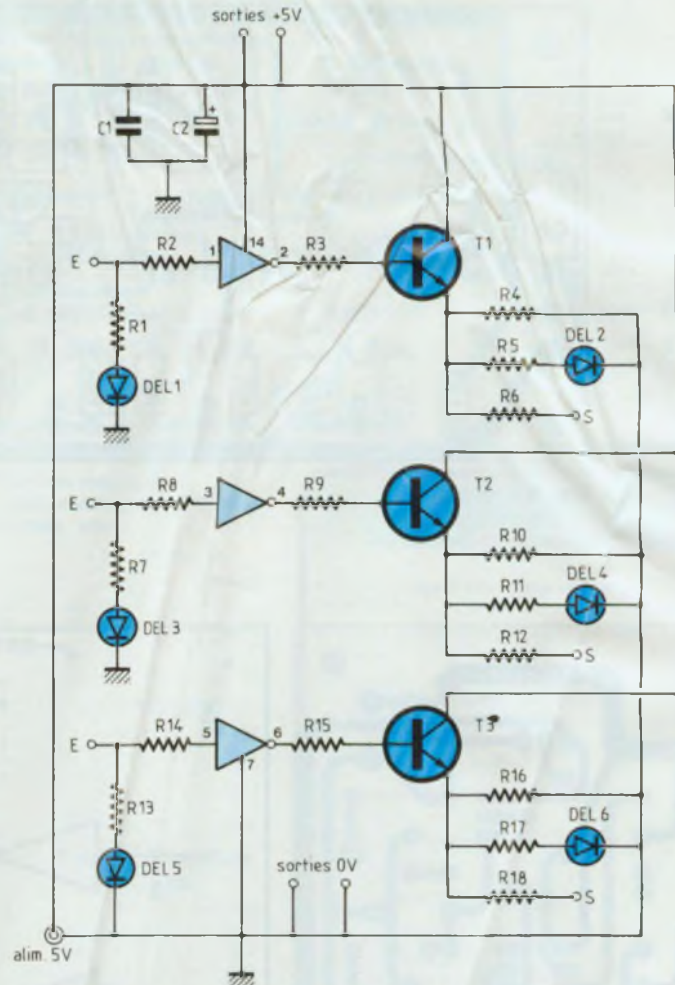 sorties +5V
C1
+
C2
E
R2
1
14
2
R3
T1
R1
DEL 1
R4
R5
DEL 2
R6
S
E
R8
3
4
R9
T2
R7
DEL 3
R10
R11
DEL 4
R12
S
E
R14
5
6
7
R15
T3
R13
DEL 5
R16
R17
DEL 6
R18
S
sorties 0V
alim. 5V